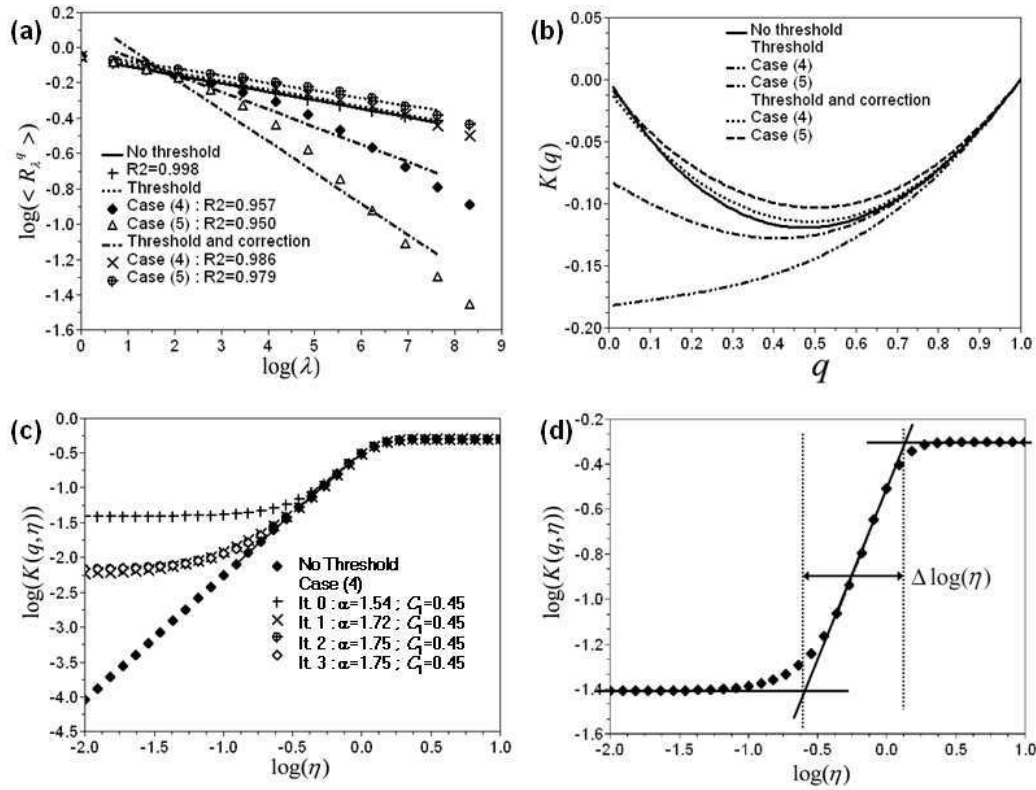 (a)
0.2
0.0
-0.2
-0.4
-0.6
-0.8
-1.0
-1.2
-1.4
-1.6
log(< R_λ^q >)
No threshold
R2=0.998
Threshold
Case (4) : R2=0.957
Case (5) : R2=0.950
Threshold and correction
Case (4) : R2=0.986
Case (5) : R2=0.979
0 1 2 3 4 5 6 7 8 9
log(λ)
(b)
0.05
0.00
-0.05
-0.10
-0.15
-0.20
K(q)
No threshold
Threshold
Case (4)
Case (5)
Threshold and correction
Case (4)
Case (5)
0.0 0.1 0.2 0.3 0.4 0.5 0.6 0.7 0.8 0.9 1.0
q
(c)
0.0
-0.5
-1.0
-1.5
-2.0
-2.5
-3.0
-3.5
-4.0
-4.5
log(K(q,η))
No Threshold
Case (4)
It. 0 : α=1.54 ; C₁=0.45
It. 1 : α=1.72 ; C₁=0.45
It. 2 : α=1.75 ; C₁=0.45
It. 3 : α=1.75 ; C₁=0.45
-2.0 -1.5 -1.0 -0.5 0.0 0.5 1.0
log(η)
(d)
-0.2
-0.4
-0.6
-0.8
-1.0
-1.2
-1.4
-1.6
log(K(q,η))
Δ log(η)
-2.0 -1.5 -1.0 -0.5 0.0 0.5 1.0
log(η)